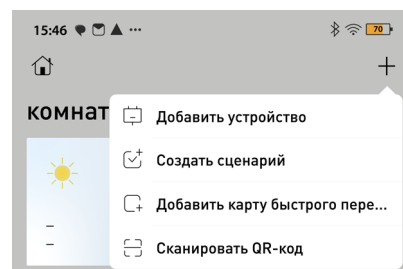 15:46 ... 70
комнат
Добавить устройство
Создать сценарий
Добавить карту быстрого пере...
Сканировать QR-код